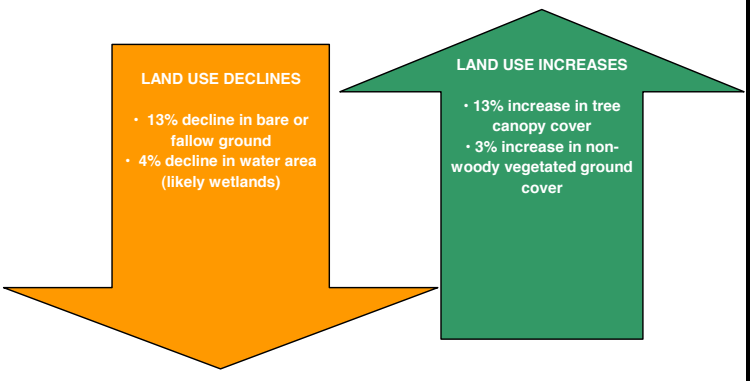 LAND USE DECLINES
• 13% decline in bare or
fallow ground
• 4% decline in water area
(likely wetlands)
LAND USE INCREASES
• 13% increase in tree
canopy cover
• 3% increase in non-
woody vegetated ground
cover